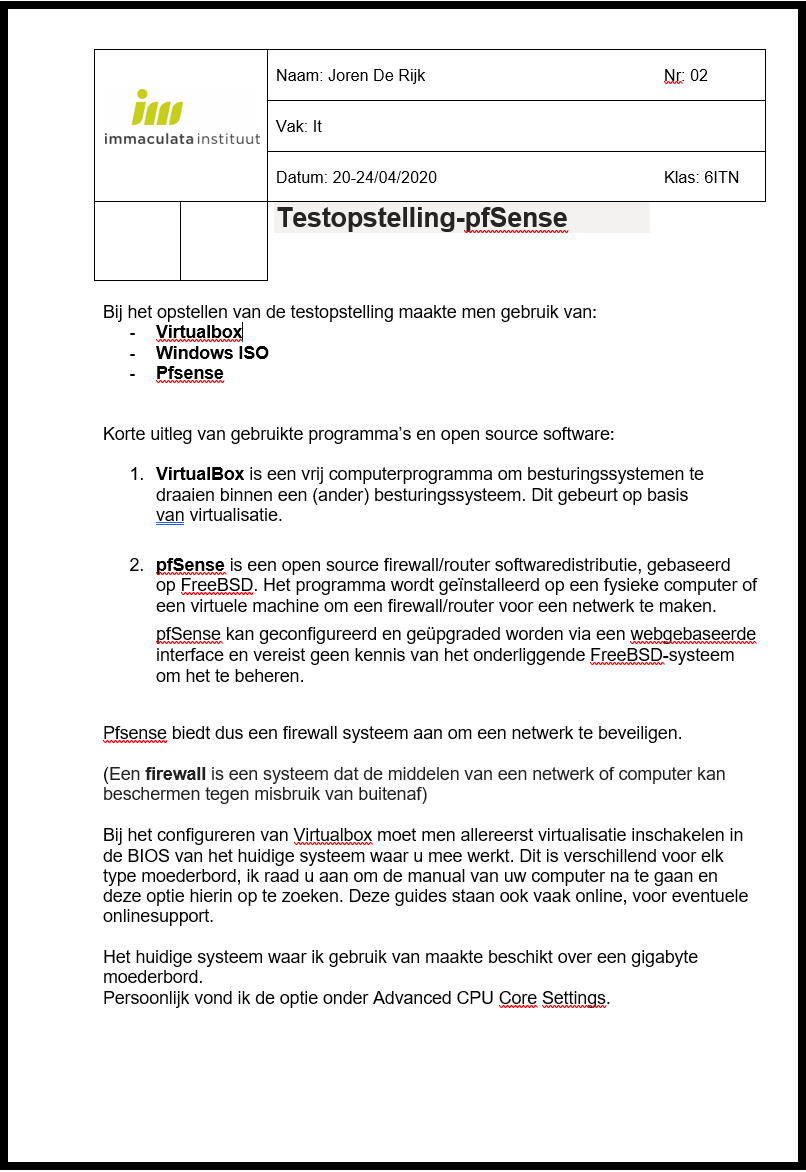 im
immaculata instituut
Naam: Joren De Rijk Nr: 02
Vak: It
Datum: 20-24/04/2020 Klas: 6ITN
Testopstelling-pfSense
Bij het opstellen van de testopstelling maakte men gebruik van:
- Virtualbox
- Windows ISO
- Pfsense
Korte uitleg van gebruikte programma's en open source software:
1. VirtualBox is een vrij computerprogramma om besturingssystemen te
draaien binnen een (ander) besturingssysteem. Dit gebeurt op basis
van virtualisatie.
2. pfSense is een open source firewall/router softwaredistributie, gebaseerd
op FreeBSD. Het programma wordt geïnstalleerd op een fysieke computer of
een virtuele machine om een firewall/router voor een netwerk te maken.
pfSense kan geconfigureerd en geüpgraded worden via een webgebaseerde
interface en vereist geen kennis van het onderliggende FreeBSD-systeem
om het te beheren.
Pfsense biedt dus een firewall systeem aan om een netwerk te beveiligen.
(Een firewall is een systeem dat de middelen van een netwerk of computer kan
beschermen tegen misbruik van buitenaf)
Bij het configureren van Virtualbox moet men allereerst virtualisatie inschakelen in
de BIOS van het huidige systeem waar u mee werkt. Dit is verschillend voor elk
type moederbord, ik raad u aan om de manual van uw computer na te gaan en
deze optie hierin op te zoeken. Deze guides staan ook vaak online, voor eventuele
onlinesupport.
Het huidige systeem waar ik gebruik van maakte beschikt over een gigabyte
moederbord.
Persoonlijk vond ik de optie onder Advanced CPU Core Settings.